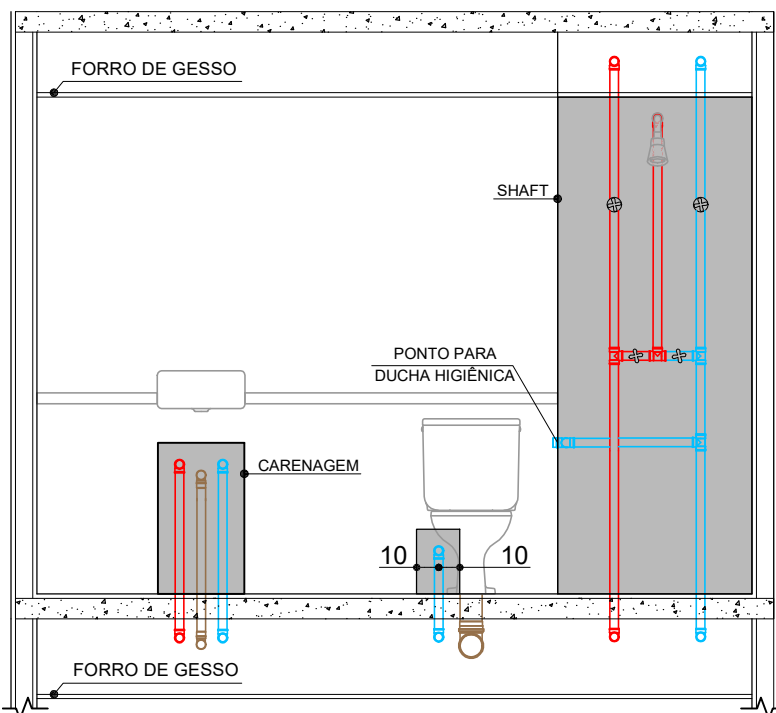 FORRO DE GESSO
SHAFT
PONTO PARA
DUCHA HIGIÊNICA
CARENAGEM
10 10
FORRO DE GESSO